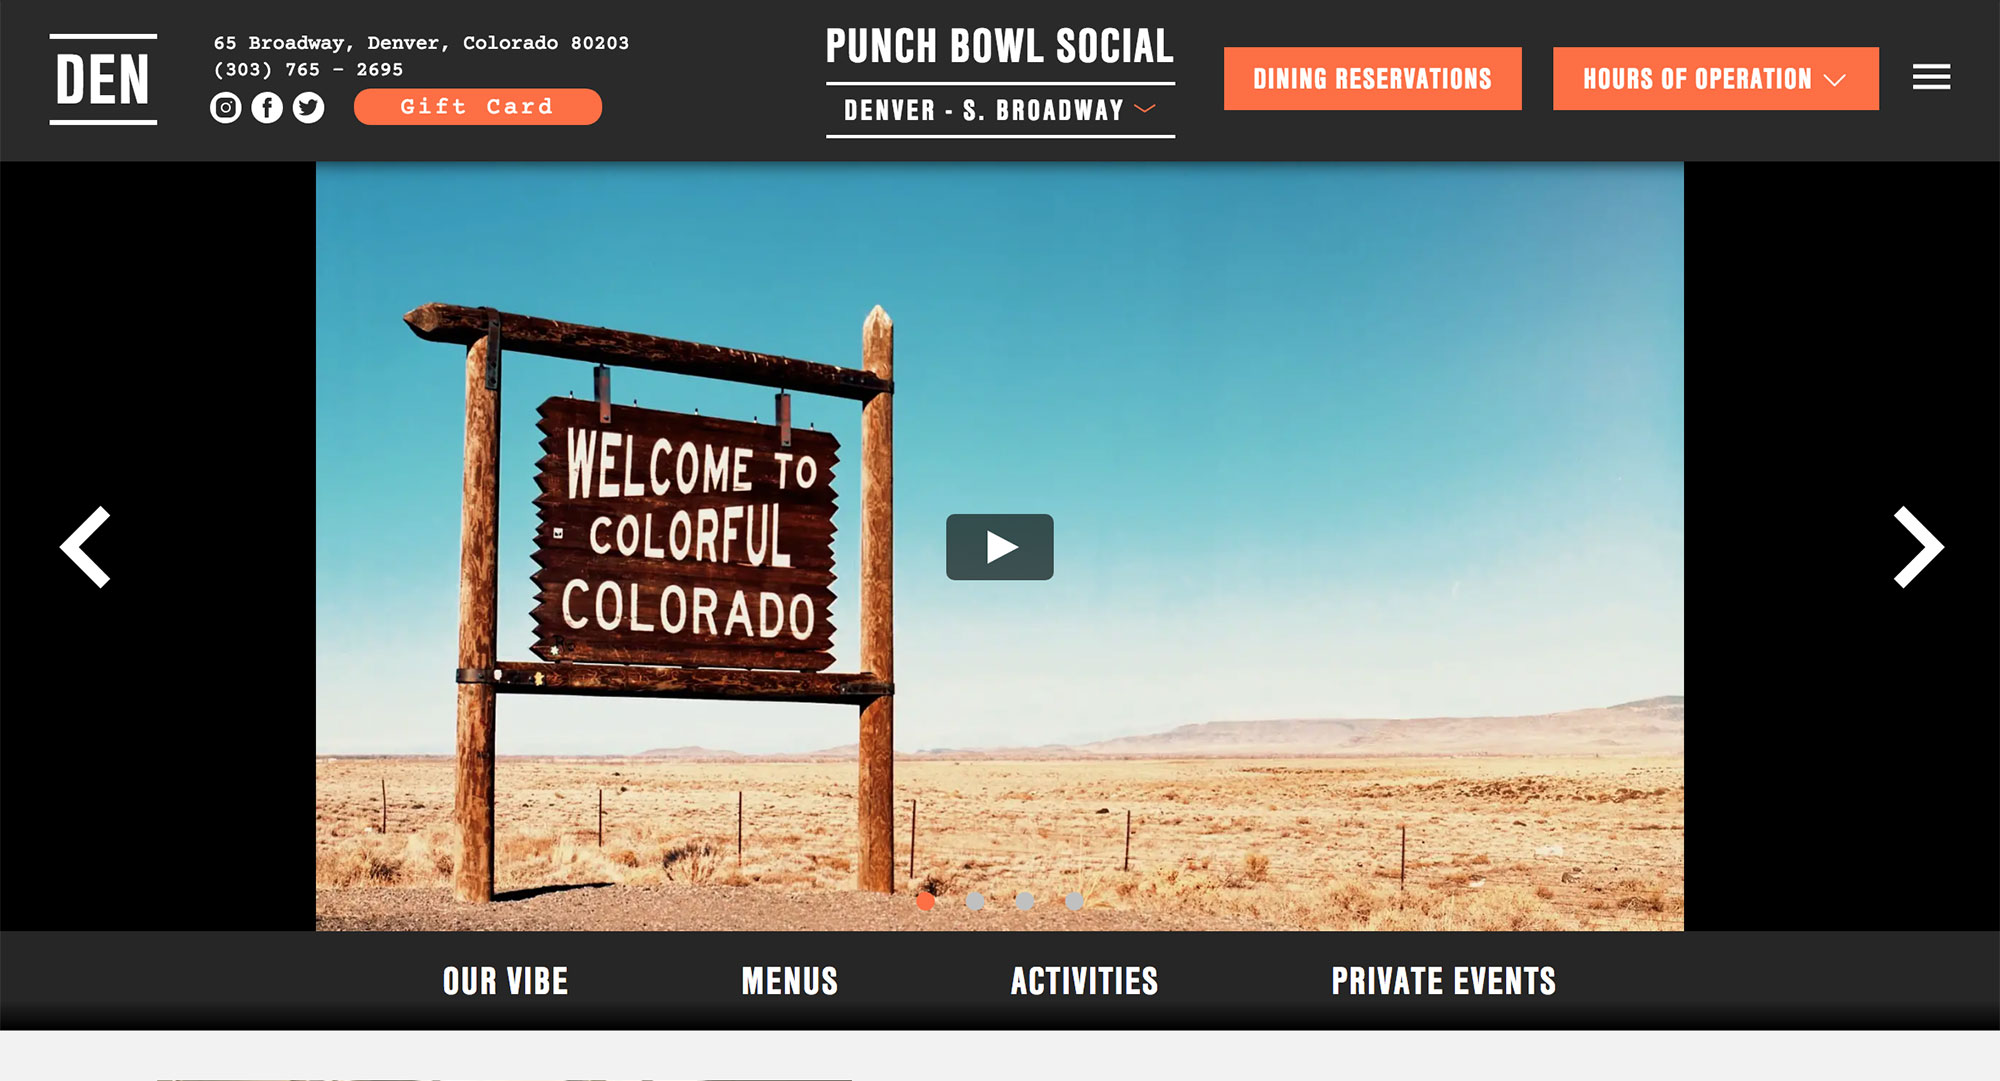 DEN
65 Broadway, Denver, Colorado 80203
(303) 765 - 2695
Gift Card
PUNCH BOWL SOCIAL
DENVER - S. BROADWAY
DINING RESERVATIONS
HOURS OF OPERATION
WELCOME TO
COLORFUL
COLORADO
OUR VIBE
MENUS
ACTIVITIES
PRIVATE EVENTS